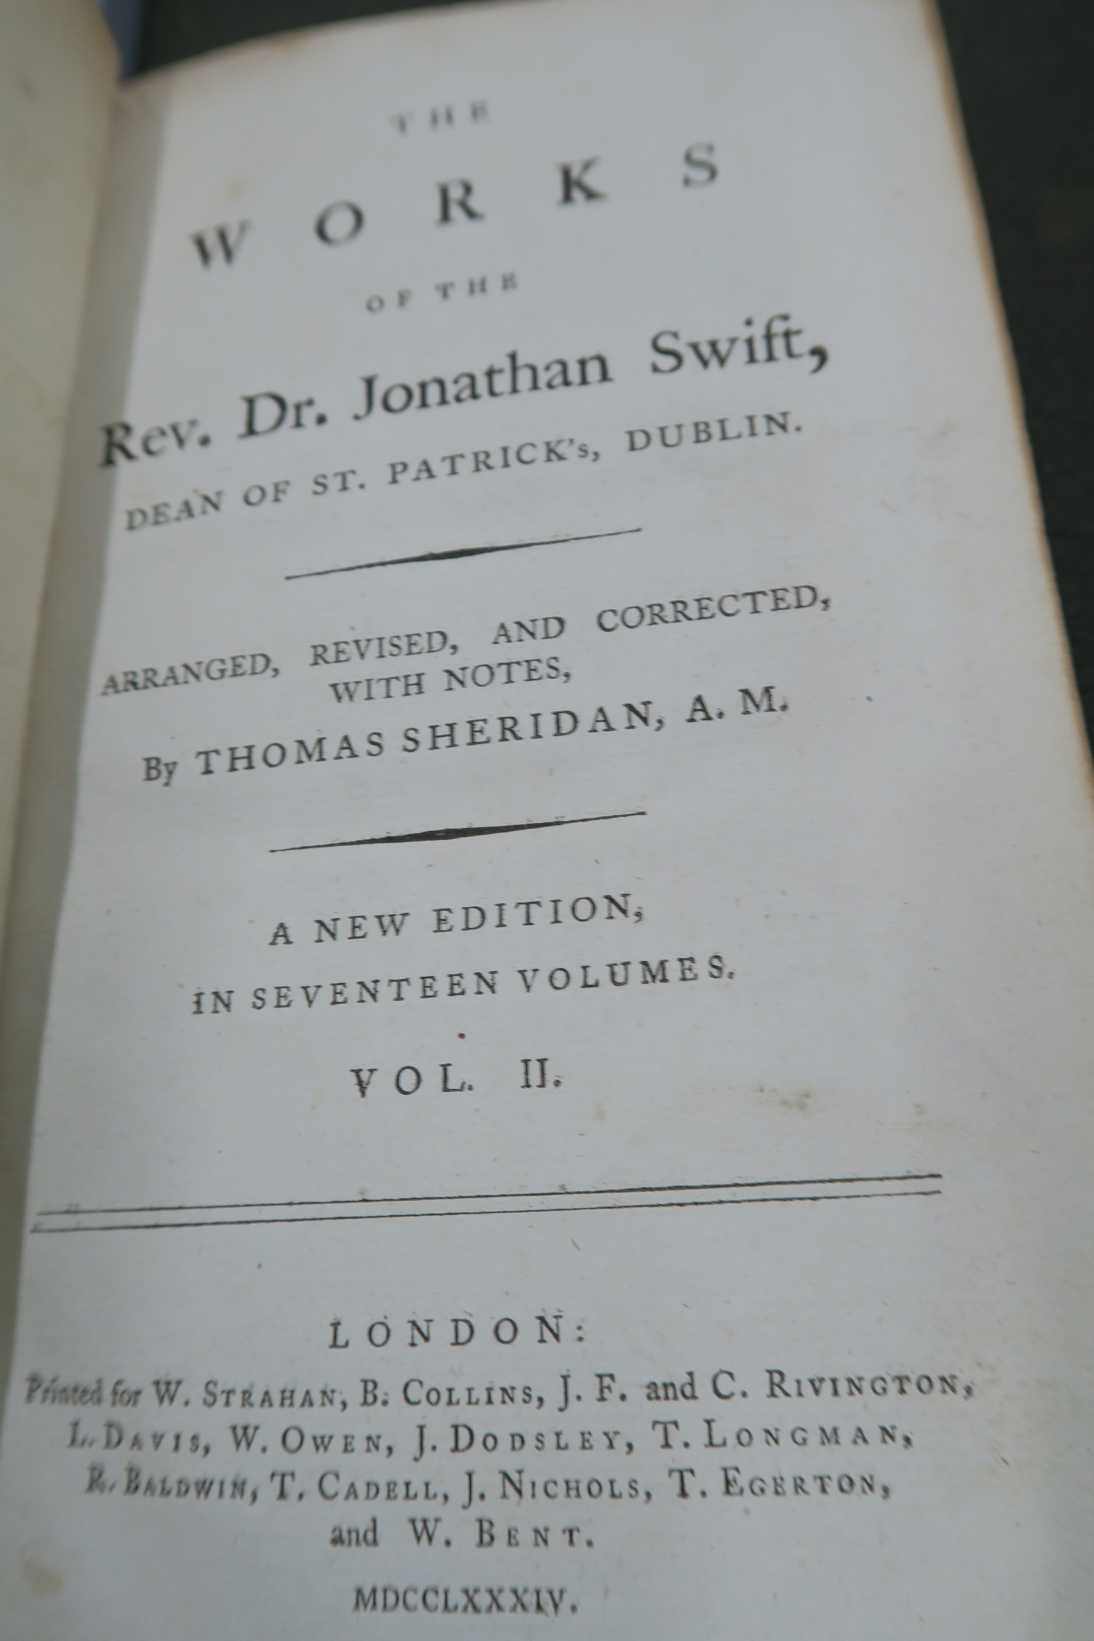 THE
WORKS
OF THE
Rev. Dr. Jonathan Swift,
DEAN OF ST. PATRICK's, DUBLIN.
ARRANGED, REVISED, AND CORRECTED,
WITH NOTES,
By THOMAS SHERIDAN, A. M.
A NEW EDITION,
IN SEVENTEEN VOLUMES.
VOL. II.
LONDON:
Printed for W. STRAHAN, B. COLLINS, J. F. and C. RIVINGTON,
L. DAVIS, W. OWEN, J. DODSLEY, T. LONGMAN,
R. BALDWIN, T. CADELL, J. NICHOLS, T. EGERTON,
and W. BENT.
MDCCLXXXIV.